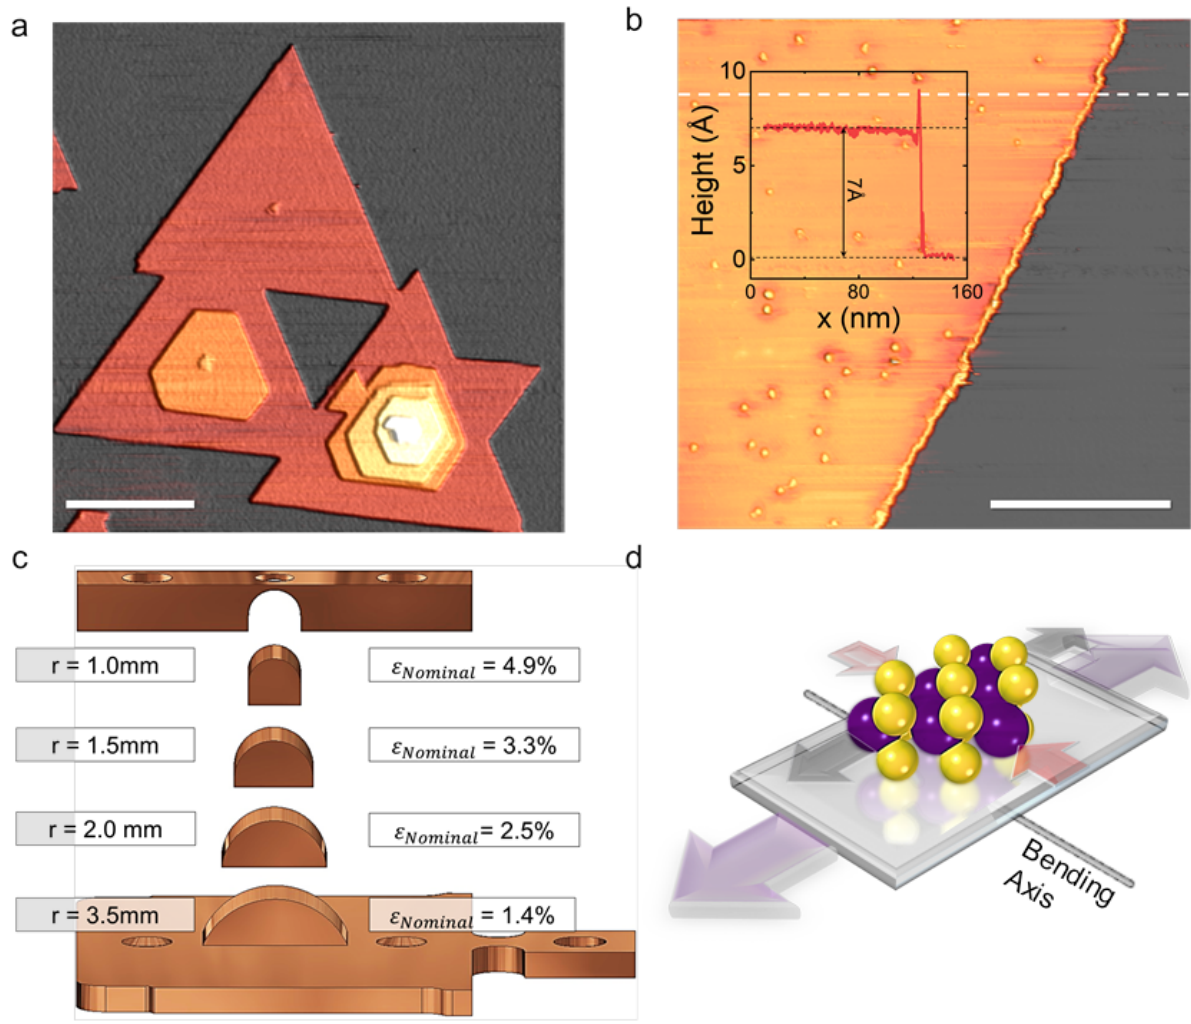 a
b
10
5
0
Height (Å)
7Å
0 80 160
x (nm)
c
d
r = 1.0mm
εNominal = 4.9%
r = 1.5mm
εNominal = 3.3%
r = 2.0 mm
εNominal = 2.5%
r = 3.5mm
εNominal = 1.4%
Bending
Axis